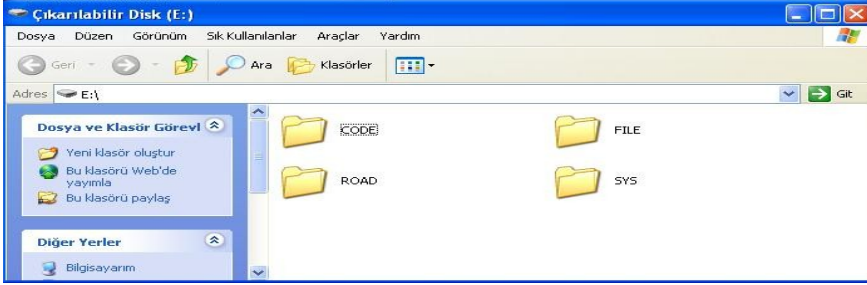 Çıkarılabilir Disk (E:)
Dosya Düzen Görünüm Sık Kullanılanlar Araçlar Yardım
Geri Ara Klasörler
Adres E:\ Git
Dosya ve Klasör Görevl
Yeni klasör oluştur
Bu klasörü Web'de
yayımla
Bu klasörü paylaş
Diğer Yerler
Bilgisayarım
CODE FILE
ROAD SYS